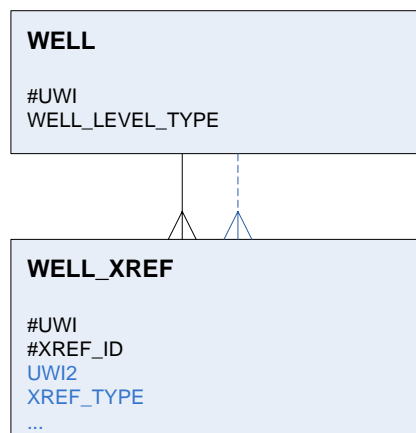 WELL
#UWI
WELL_LEVEL_TYPE
WELL_XREF
#UWI
#XREF_ID
UWI2
XREF_TYPE
...